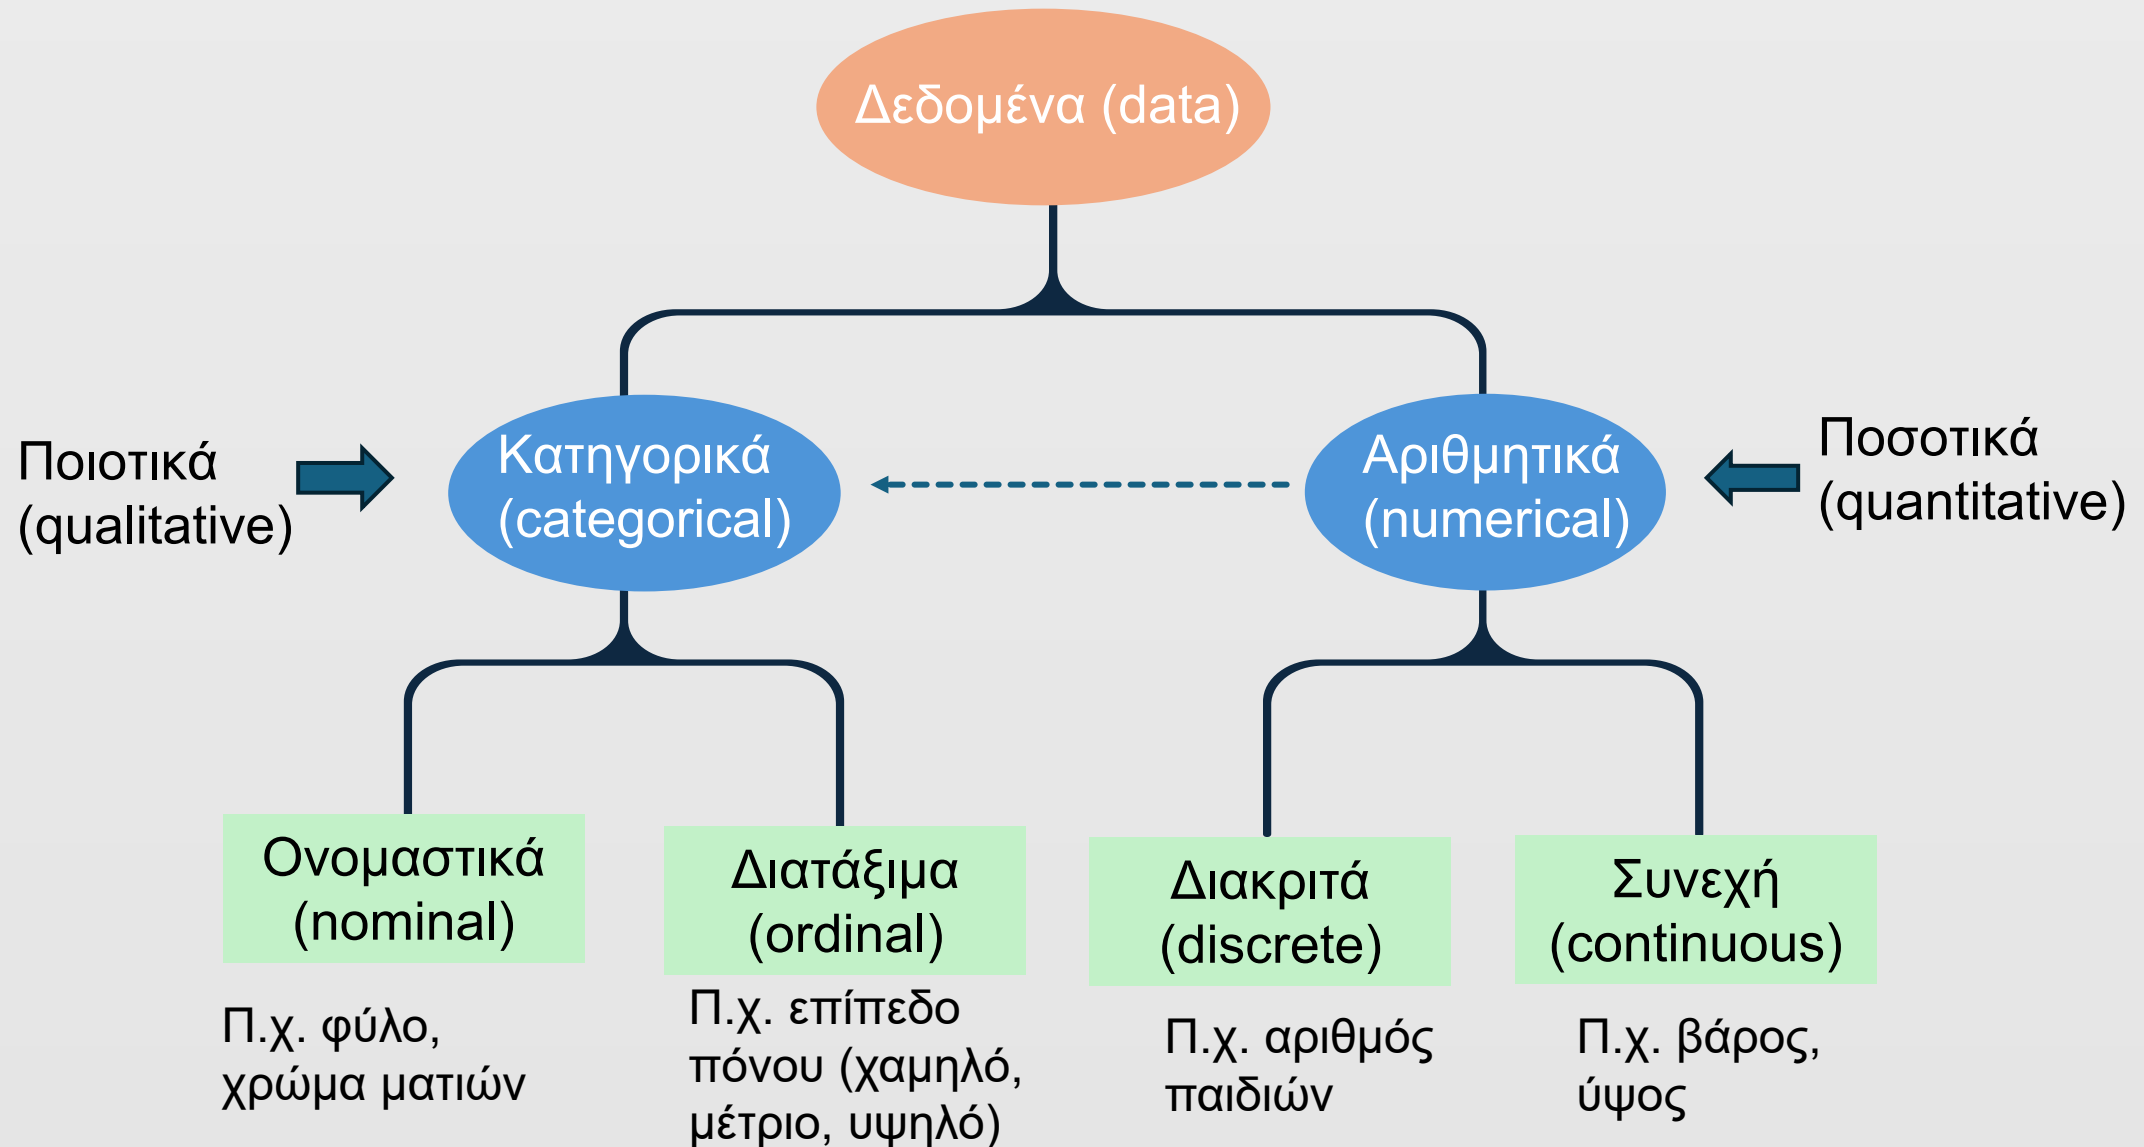 Δεδομένα (data)
Ποιοτικά
(qualitative)
Κατηγορικά
(categorical)
Αριθμητικά
(numerical)
Ποσοτικά
(quantitative)
Ονομαστικά
(nominal)
Διατάξιμα
(ordinal)
Διακριτά
(discrete)
Συνεχή
(continuous)
Π.χ. φύλο,
χρώμα ματιών
Π.χ. επίπεδο
πόνου (χαμηλό,
μέτριο, υψηλό)
Π.χ. αριθμός
παιδιών
Π.χ. βάρος,
ύψος